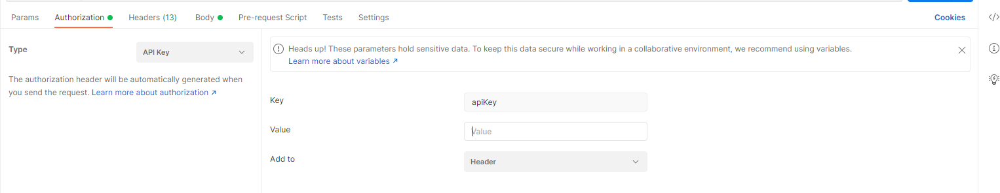 Params Authorization Headers (13) Body Pre-request Script Tests Settings Cookies
Type API Key
The authorization header will be automatically generated when
you send the request. Learn more about authorization ↗
Heads up! These parameters hold sensitive data. To keep this data secure while working in a collaborative environment, we recommend using variables.
Learn more about variables ↗
Key apiKey
Value Value
Add to Header